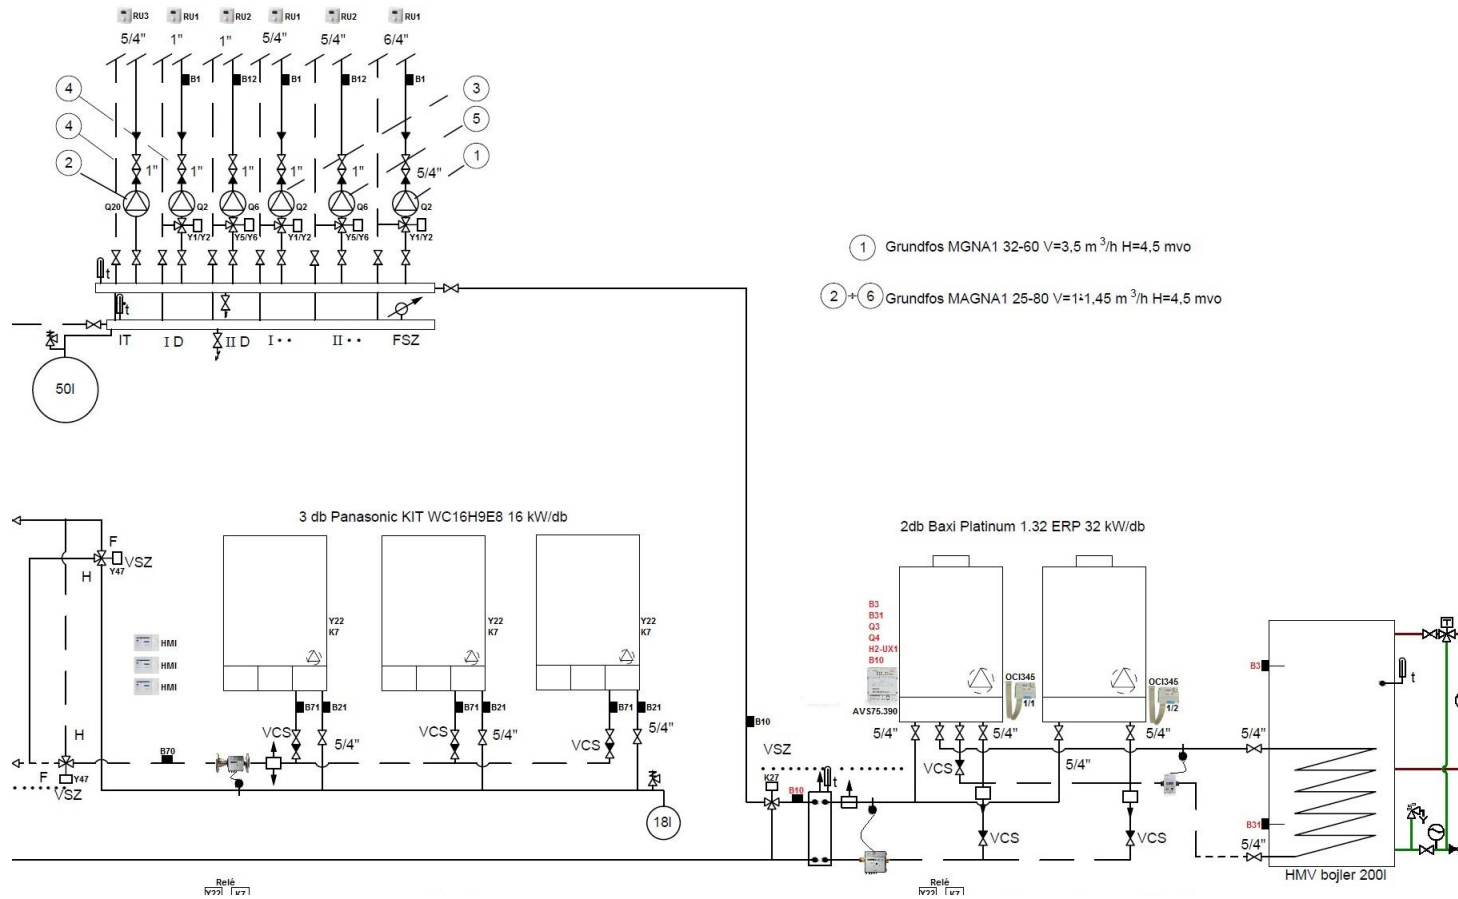 RU3 RU1 RU2 RU1 RU2 RU1
5/4" 1" 1" 5/4" 5/4" 6/4"
B1 B12 B1 B12 B1
4
3
4
5
2
1
1" 1" 1" 1" 1" 5/4"
Q20 Q2 Q6 Q2 Q6 Q2
Y1/Y2 Y5/Y6 Y1/Y2 Y5/Y6 Y1/Y2
1 Grundfos MGNA1 32-60 V=3,5 m³/h H=4,5 mvo
t
2 ÷ 6 Grundfos MAGNA1 25-80 V=1÷1,45 m³/h H=4,5 mvo
t
IT I D II D I·· II·· FSZ
50l
3 db Panasonic KIT WC16H9E8 16 kW/db
2db Baxi Platinum 1.32 ERP 32 kW/db
F
VSZ
Y47
H
Y22
K7
Y22
K7
Y22
K7
HMI
HMI
HMI
B3
B31
Q3
Q4
H2-UX1
B10
AVS75.390
OCI345
1/1
OCI345
1/2
B3
t
B71 B21 B71 B21 B71 B21
B10
H
VCS 5/4" VCS 5/4" VCS 5/4"
5/4" 5/4" 5/4" 5/4"
B70
VSZ
VCS
5/4"
F
Y47
VSZ
K27
B10
t
18l
B31
VCS VCS
5/4"
HMV bojler 200l
Relé
Y22 K7
Relé
Y22 K7